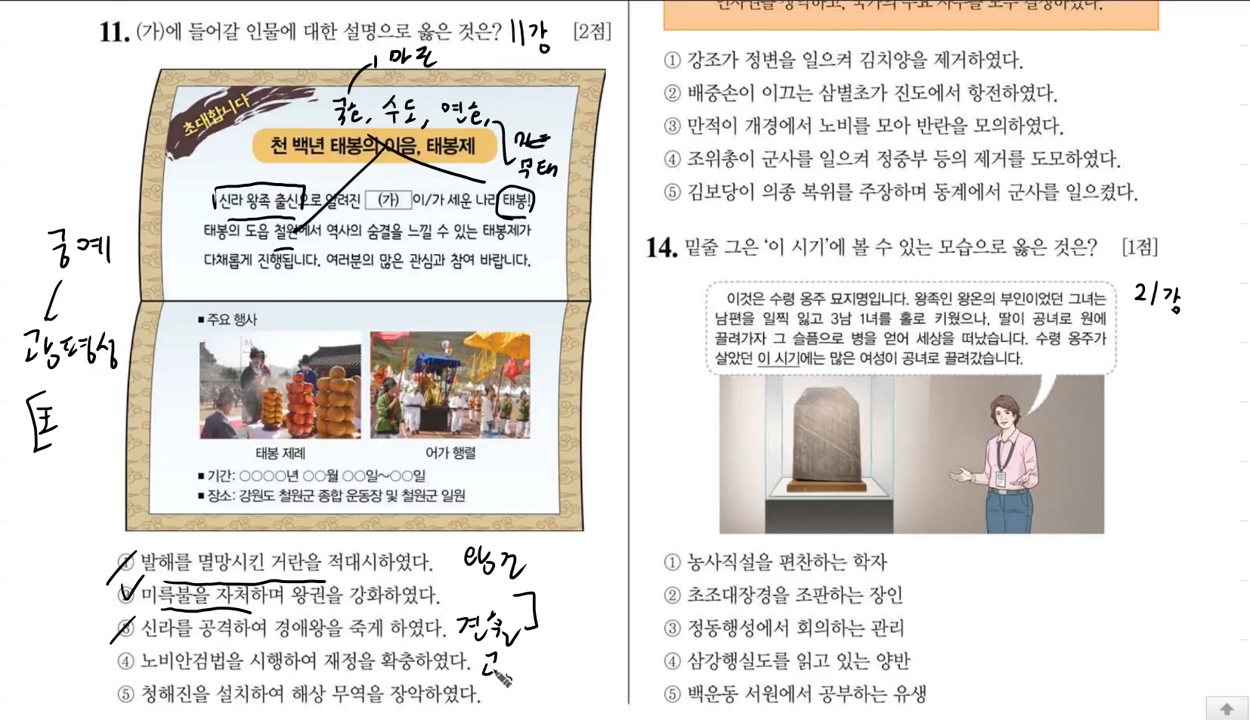 11. (가)에 들어갈 인물에 대한 설명으로 옳은 것은? 11강 [2점]
마진
초대합니다
국호, 수도, 연호,
천 백년 태봉의 이음, 태봉제
무태
신라 왕족 출신으로 알려진 (가) 이/가 세운 나라 태봉!
태봉의 도읍 철원에서 역사의 숨결을 느낄 수 있는 태봉제가
다채롭게 진행됩니다. 여러분의 많은 관심과 참여 바랍니다.
궁예
광평성
■ 주요 행사
태봉 제례
어가 행렬
■ 기간: ○○○○년 ○○월 ○○일~○○일
■ 장소: 강원도 철원군 종합 운동장 및 철원군 일원
① 발해를 멸망시킨 거란을 적대시하였다. 왕건
② 미륵불을 자처하며 왕권을 강화하였다.
③ 신라를 공격하여 경애왕을 죽게 하였다. 견훤
④ 노비안검법을 시행하여 재정을 확충하였다.
⑤ 청해진을 설치하여 해상 무역을 장악하였다.
① 강조가 정변을 일으켜 김치양을 제거하였다.
② 배중손이 이끄는 삼별초가 진도에서 항전하였다.
③ 만적이 개경에서 노비를 모아 반란을 모의하였다.
④ 조위총이 군사를 일으켜 정중부 등의 제거를 도모하였다.
⑤ 김보당이 의종 복위를 주장하며 동계에서 군사를 일으켰다.
14. 밑줄 그은 '이 시기'에 볼 수 있는 모습으로 옳은 것은? [1점]
21강
이것은 수령 옹주 묘지명입니다. 왕족인 왕온의 부인이었던 그녀는
남편을 일찍 잃고 3남 1녀를 홀로 키웠으나, 딸이 공녀로 원에
끌려가자 그 슬픔으로 병을 얻어 세상을 떠났습니다. 수령 옹주가
살았던 이 시기에는 많은 여성이 공녀로 끌려갔습니다.
① 농사직설을 편찬하는 학자
② 초조대장경을 조판하는 장인
③ 정동행성에서 회의하는 관리
④ 삼강행실도를 읽고 있는 양반
⑤ 백운동 서원에서 공부하는 유생